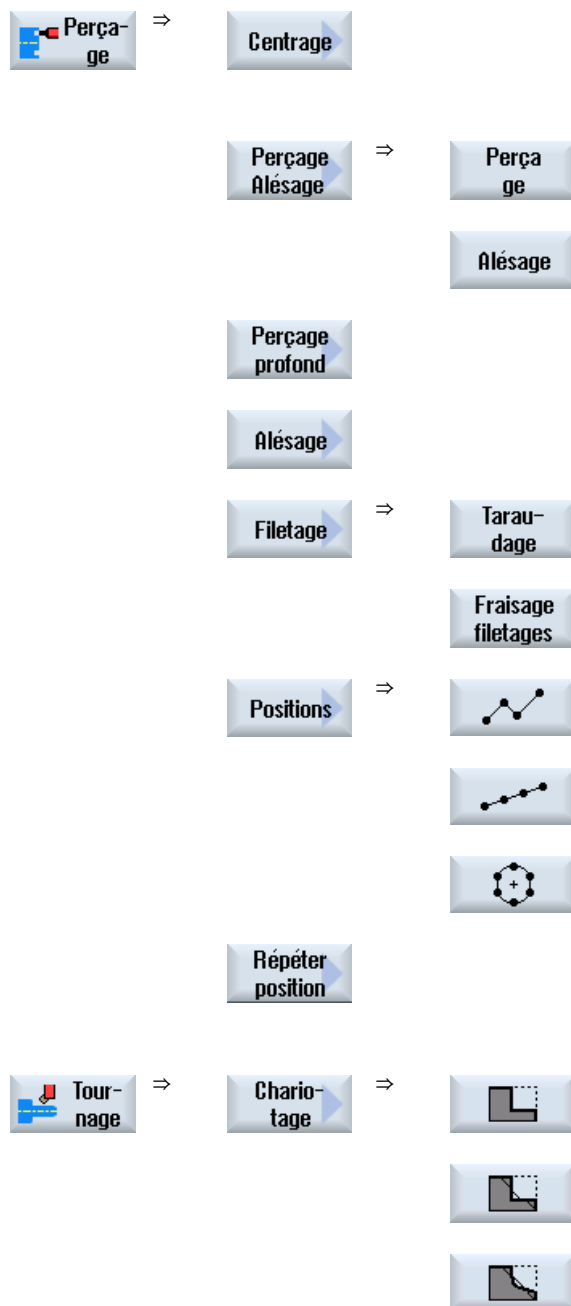 Perça-
ge
⇒
Centrage
Perçage
Alésage
⇒
Perça
ge
Alésage
Perçage
profond
Alésage
Filetage
⇒
Tarau-
dage
Fraisage
filetages
Positions
⇒
Répéter
position
Tour-
nage
⇒
Chario-
tage
⇒